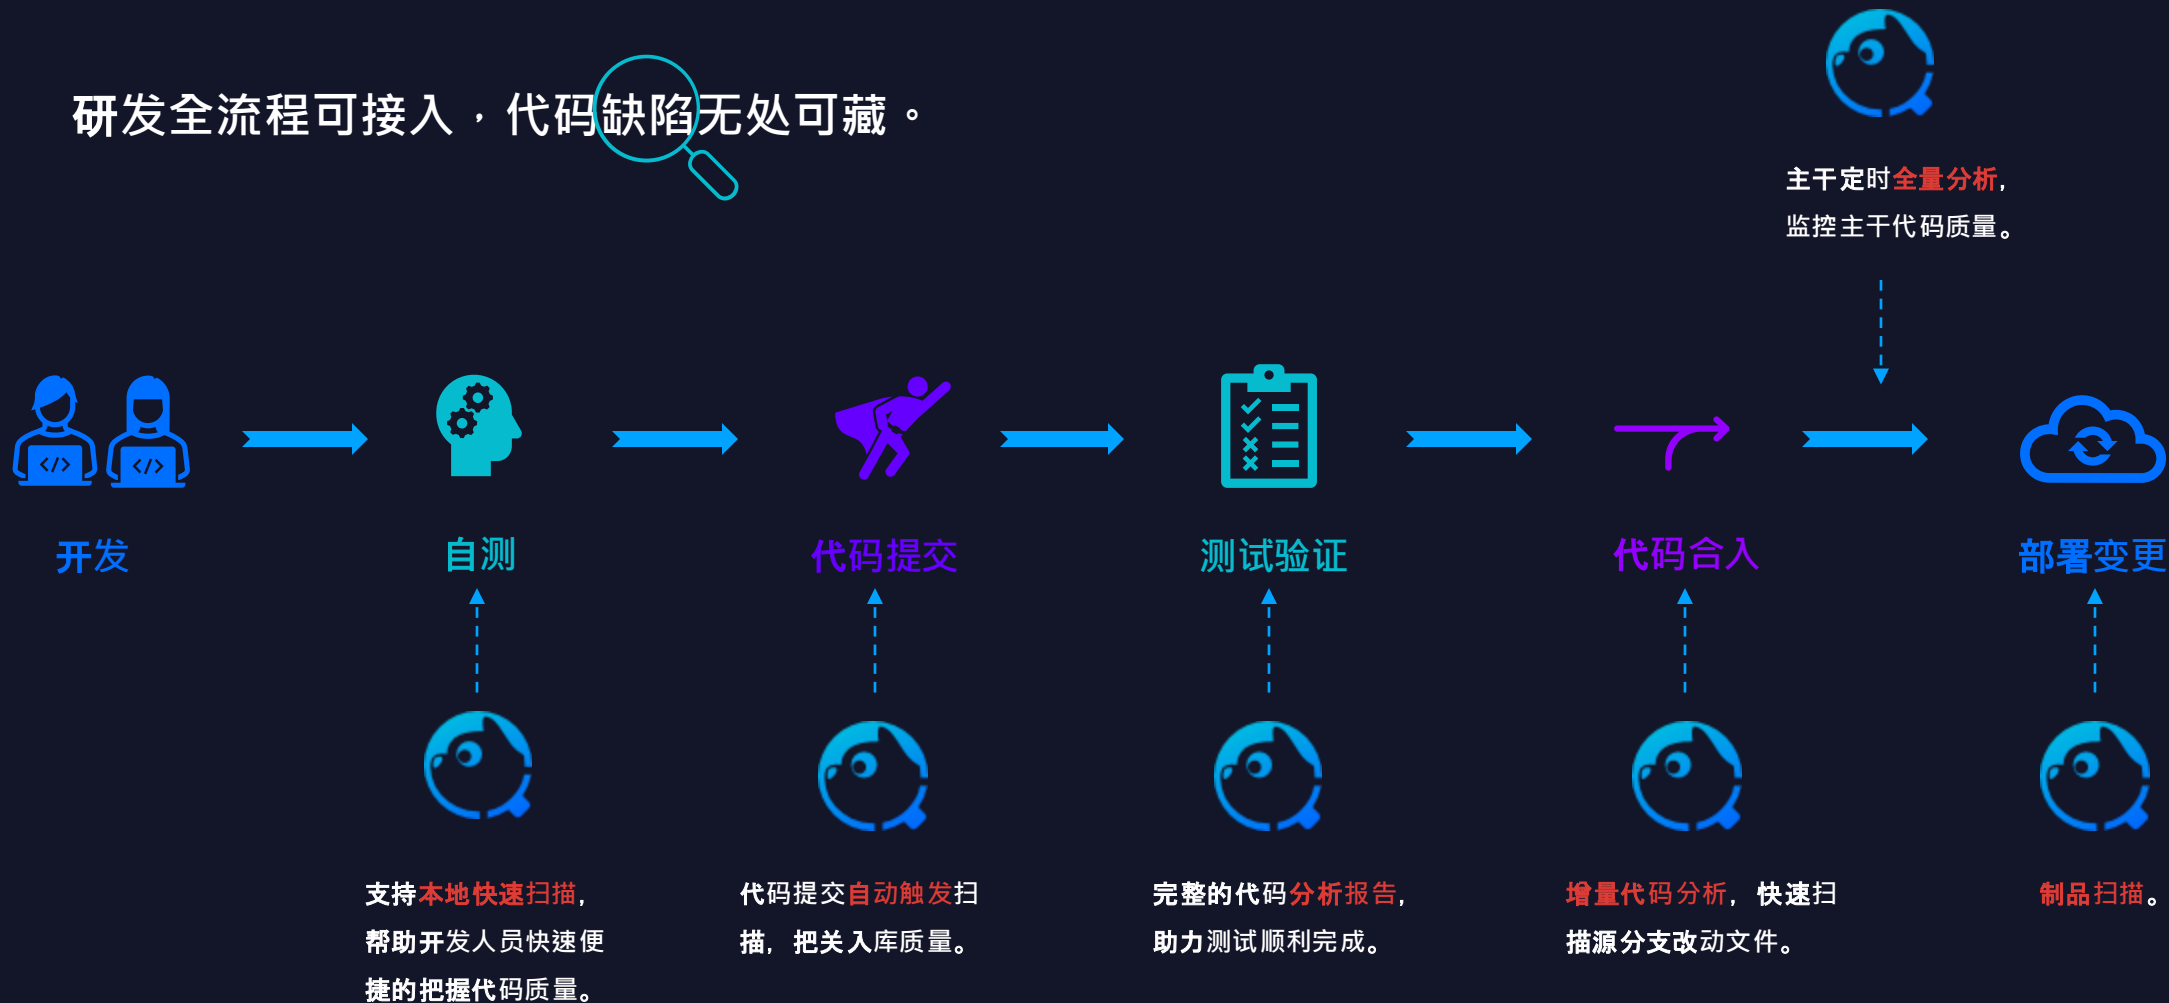 研发全流程可接入，代码缺陷无处可藏。
主干定时全量分析，
监控主干代码质量。
开发
自测
代码提交
测试验证
代码合入
部署变更
支持本地快速扫描，
帮助开发人员快速便
捷的把握代码质量。
代码提交自动触发扫
描，把关入库质量。
完整的代码分析报告，
助力测试顺利完成。
增量代码分析，快速扫
描源分支改动文件。
制品扫描。